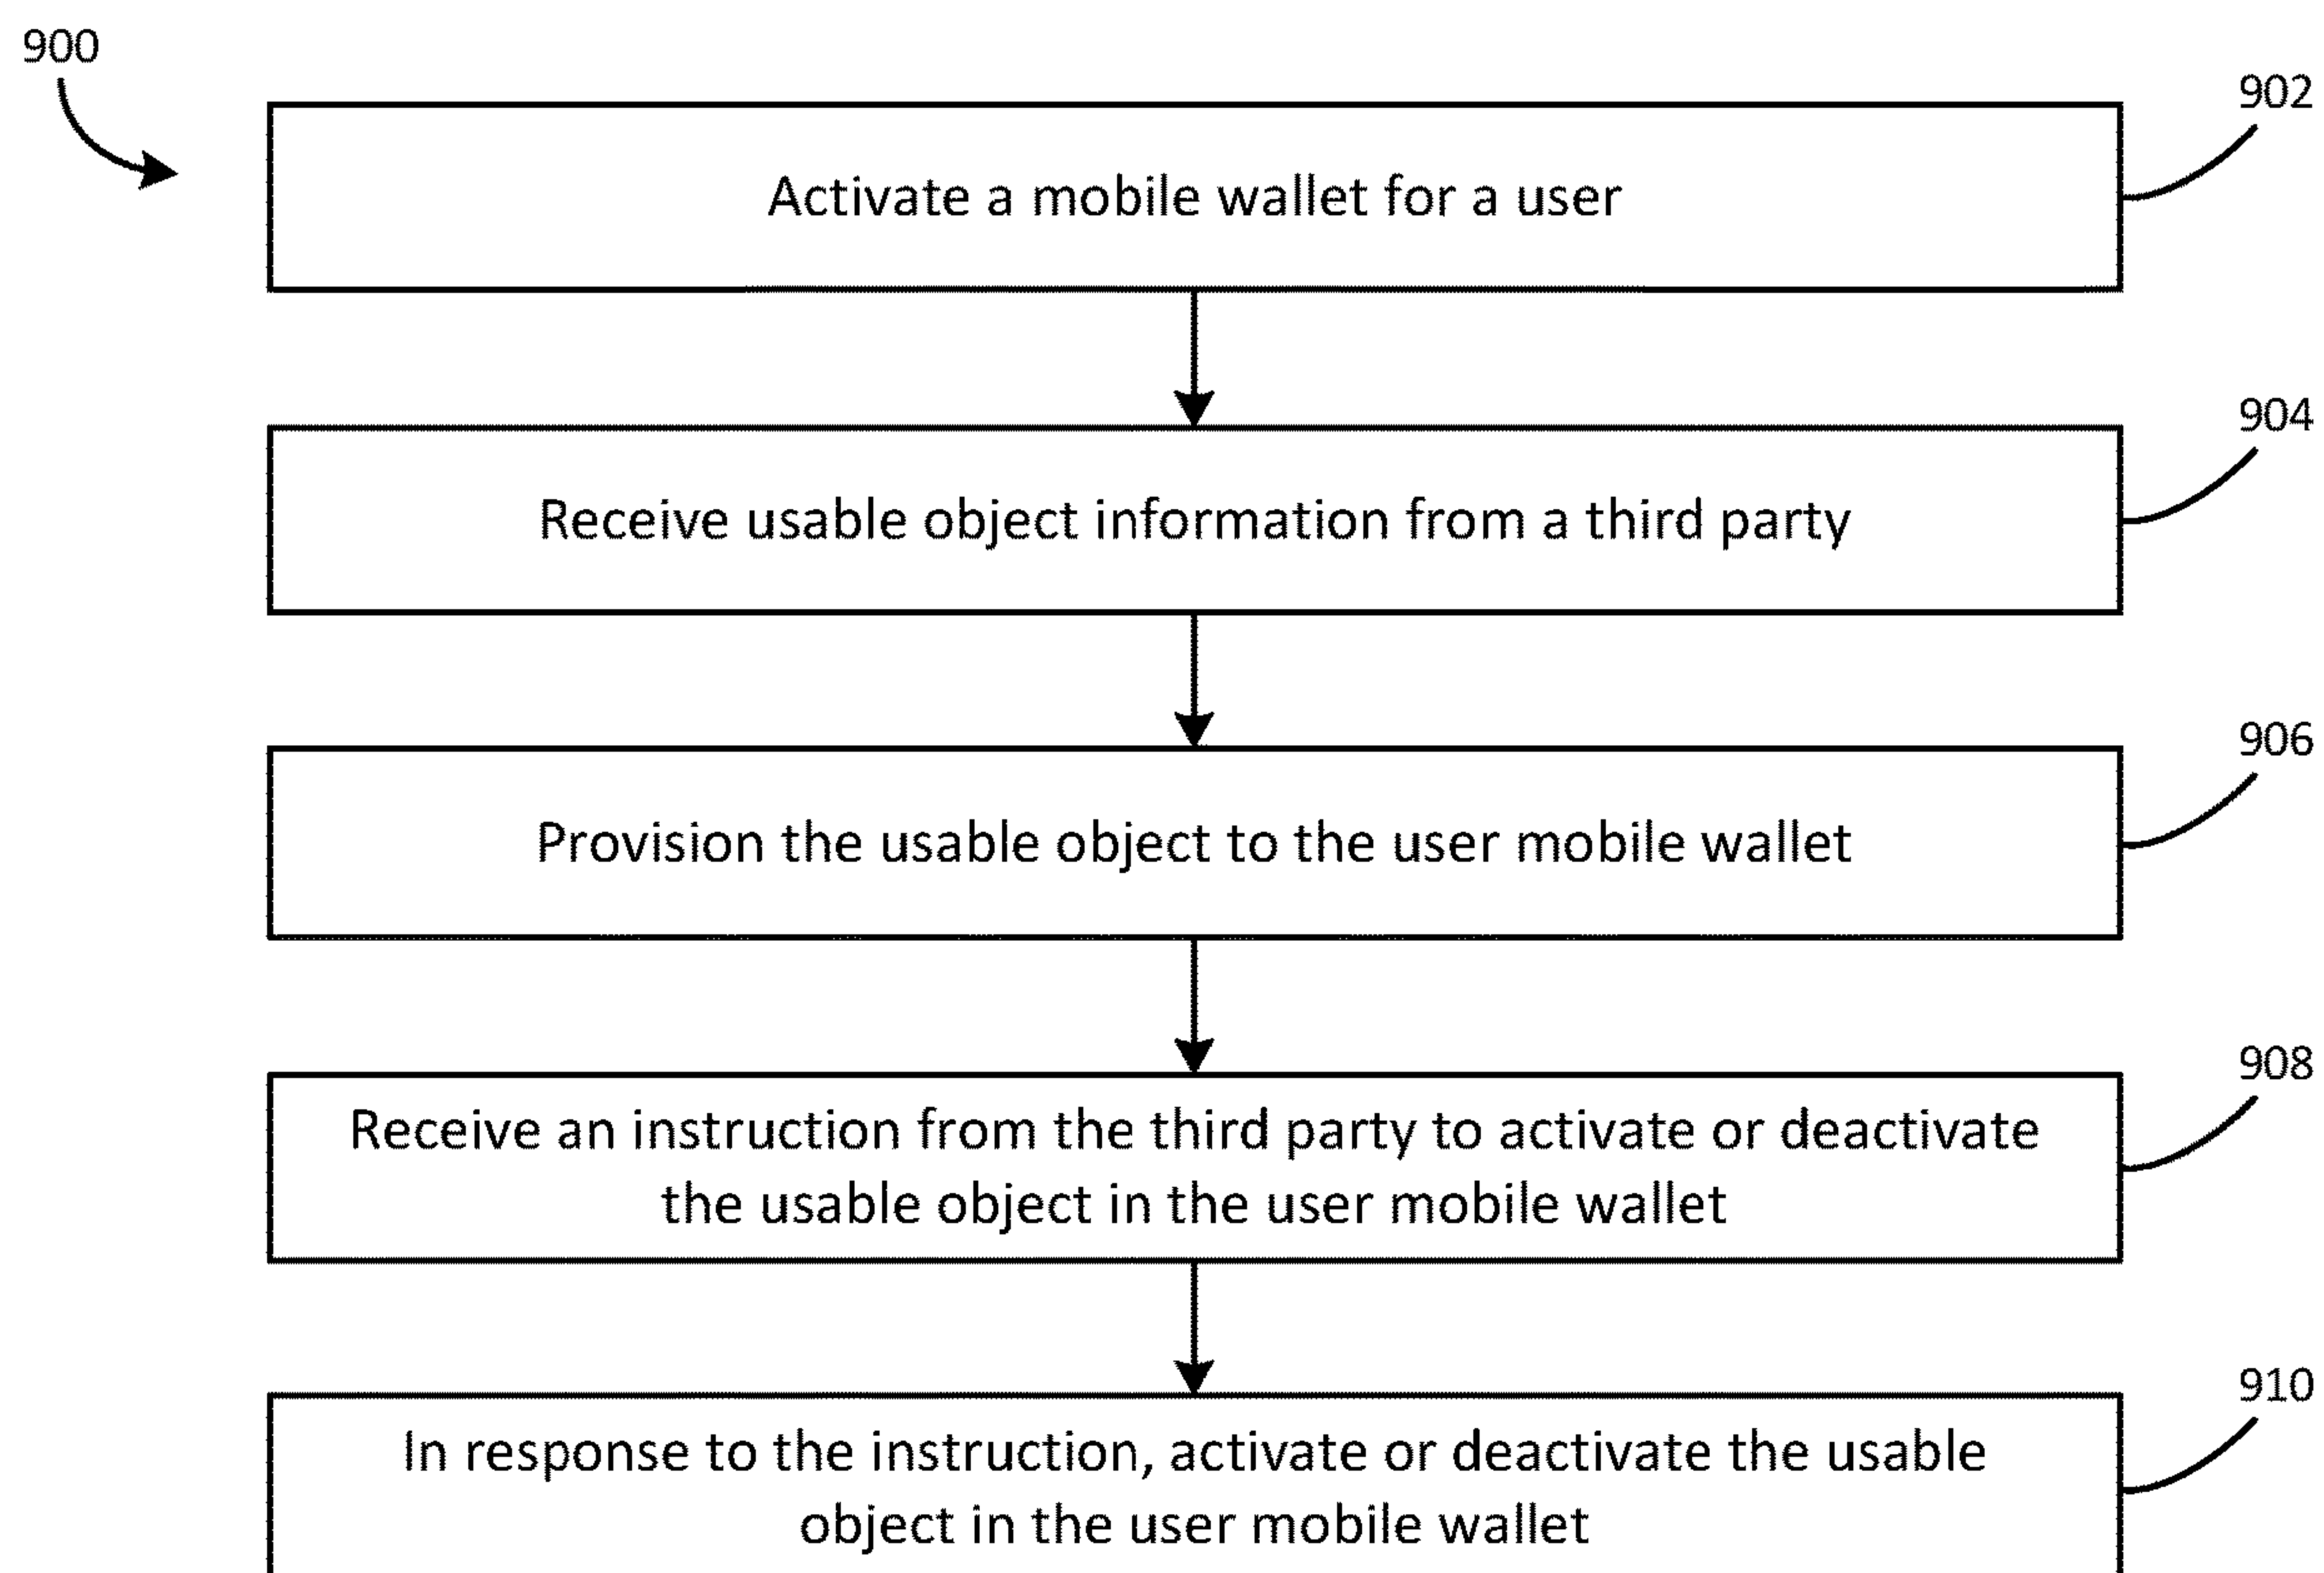 900
902
Activate a mobile wallet for a user
904
Receive usable object information from a third party
906
Provision the usable object to the user mobile wallet
908
Receive an instruction from the third party to activate or deactivate
the usable object in the user mobile wallet
910
In response to the instruction, activate or deactivate the usable
object in the user mobile wallet